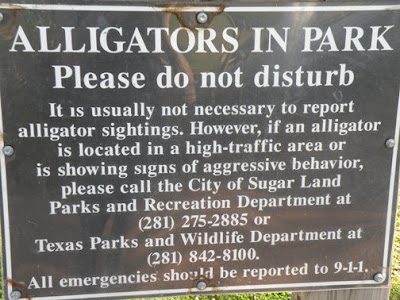 ALLIGATORS IN PARK
Please do not disturb
It is usually not necessary to report
alligator sightings. However, if an alligator
is located in a high-traffic area or
is showing signs of aggressive behavior,
please call the City of Sugar Land
Parks and Recreation Department at
(281) 275-2885 or
Texas Parks and Wildlife Department at
(281) 842-8100.
All emergencies should be reported to 9-1-1.